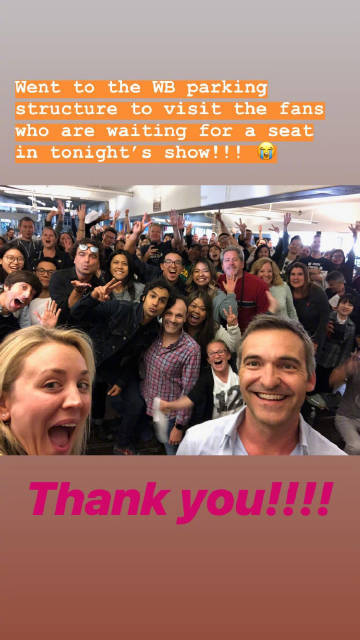 Went to the WB parking
structure to visit the fans
who are waiting for a seat
in tonight's show!!! 😭
Thank you!!!!